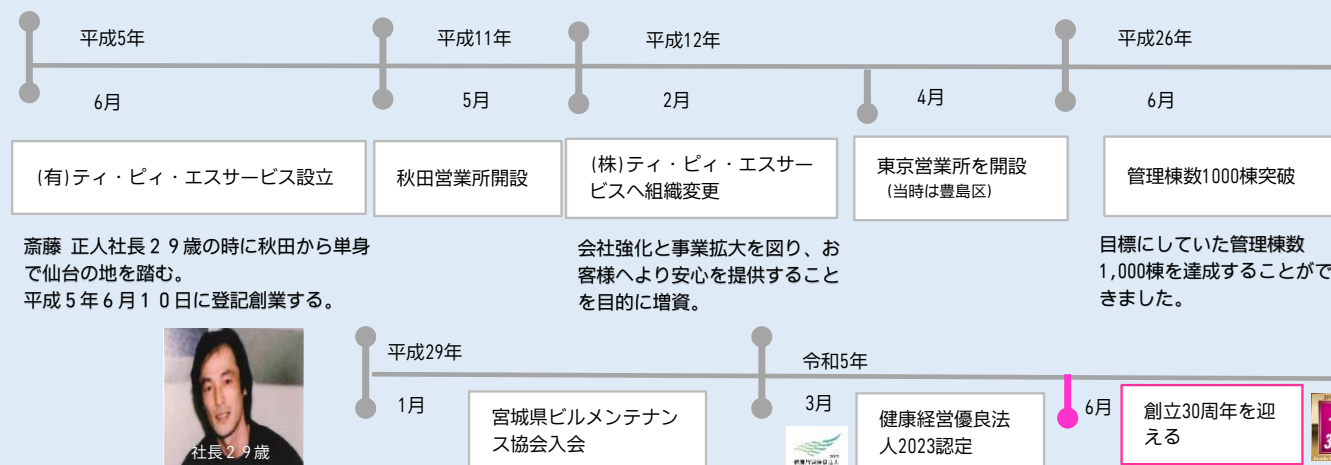 平成5年
平成11年
平成12年
平成26年
6月
5月
2月
4月
6月
(有)ティ・ピィ・エスサービス設立
秋田営業所開設
(株)ティ・ピィ・エスサー
ビスへ組織変更
東京営業所を開設
(当時は豊島区)
管理棟数1000棟突破
斎藤 正人社長29歳の時に秋田から単身
で仙台の地を踏む。
平成5年6月10日に登記創業する。
会社強化と事業拡大を図り、お
客様へより安心を提供すること
を目的に増資。
目標にしていた管理棟数
1,000棟を達成することがで
きました。
社長29歳
平成29年
令和5年
1月
3月
6月
宮城県ビルメンテナン
ス協会入会
健康経営優良法
人2023認定
創立30周年を迎
える